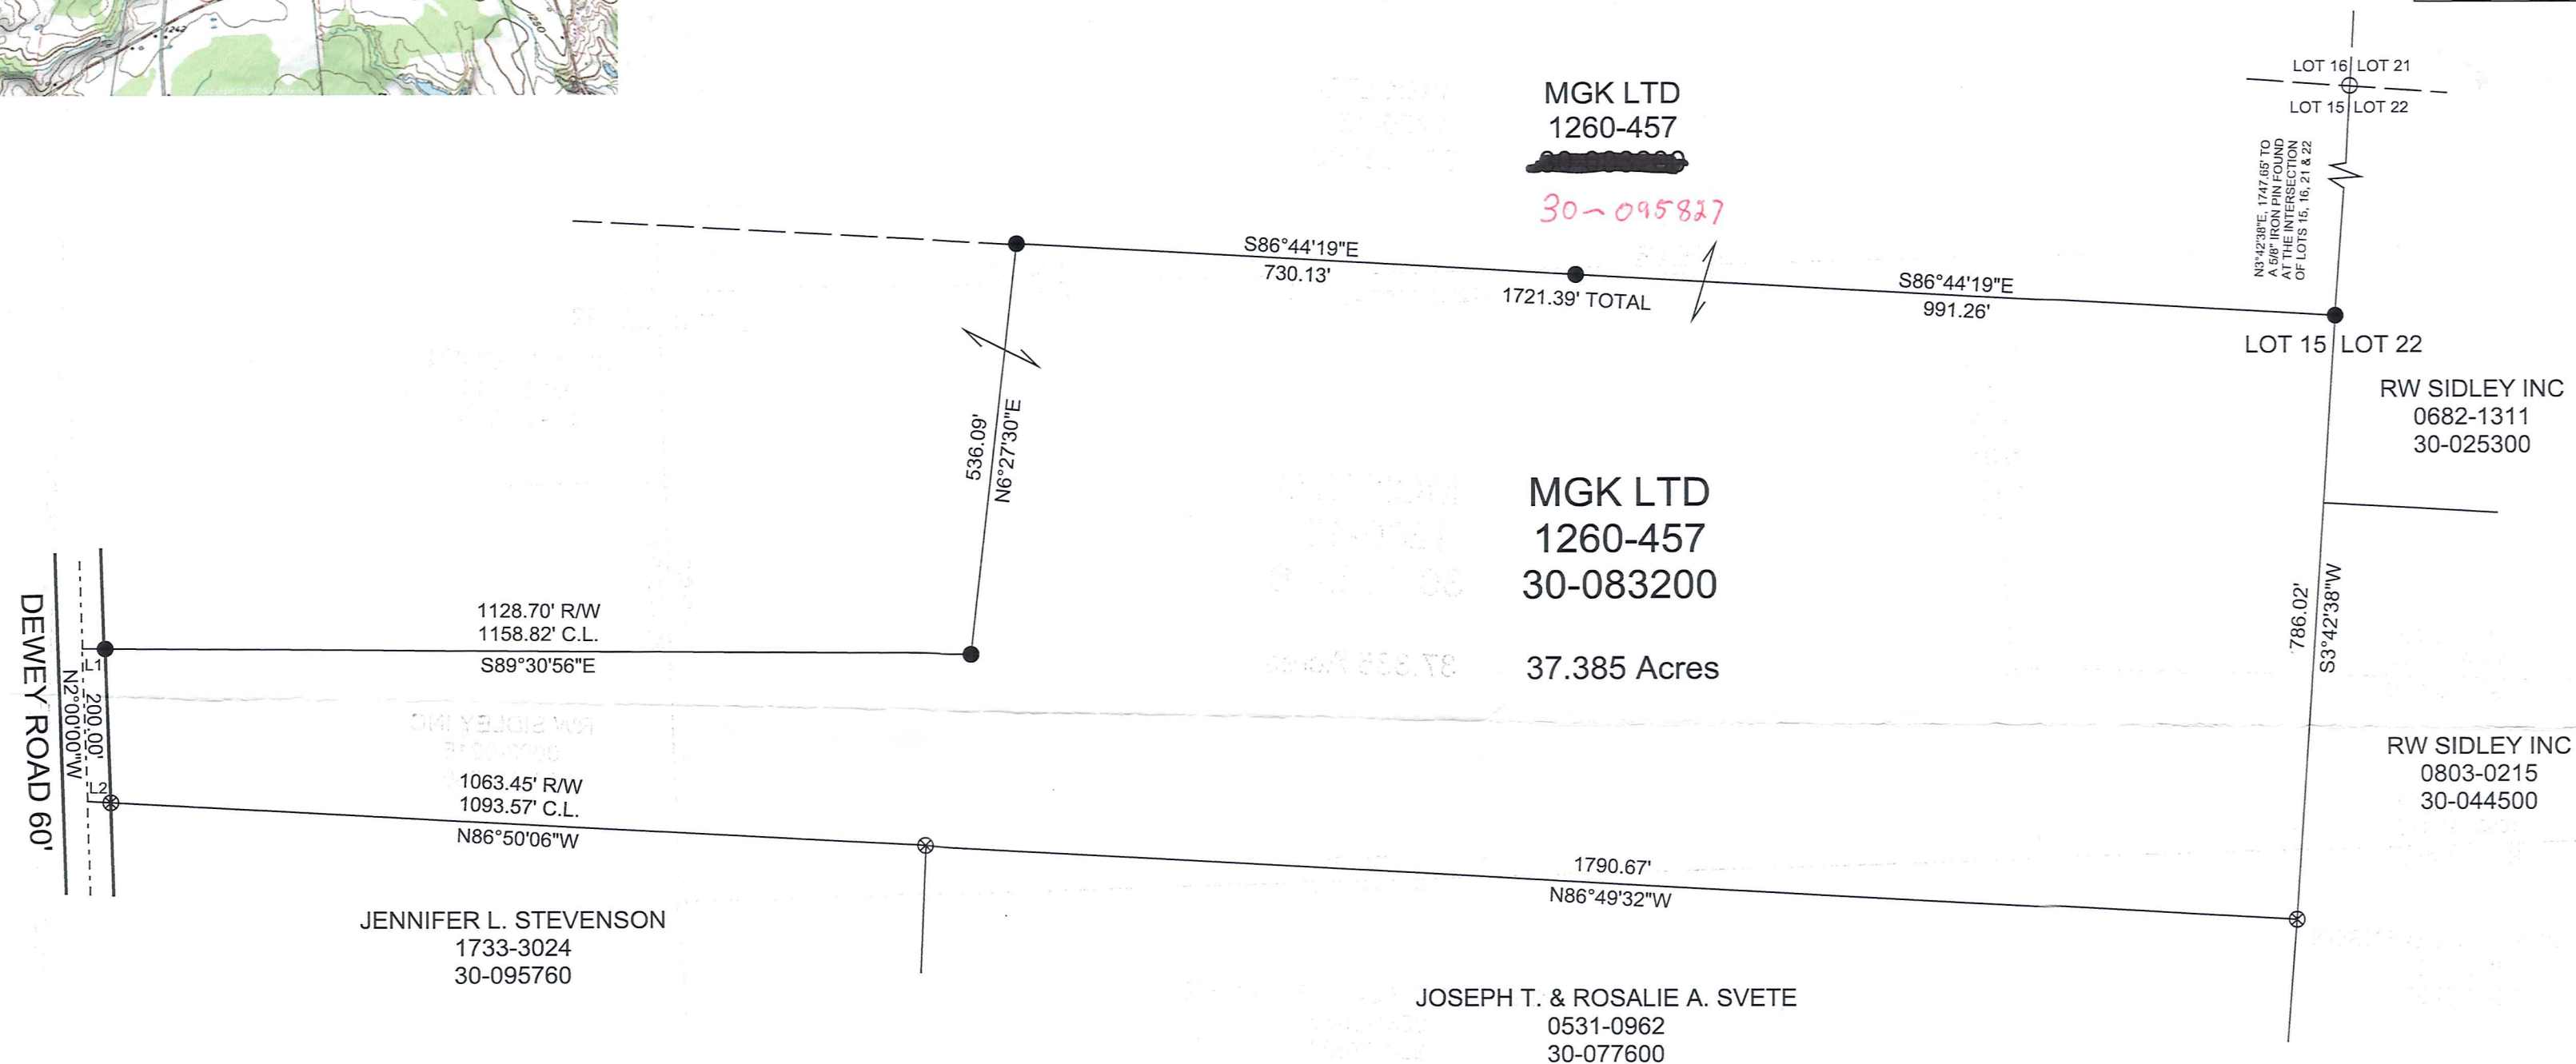 1242
1250
LOT 16 LOT 21
LOT 15 LOT 22
N3°42'38"E, 1747.65' TO
A 5/8" IRON PIN FOUND
AT THE INTERSECTION
OF LOTS 15, 16, 21 & 22
MGK LTD
1260-457
30-095827
S86°44'19"E
730.13'
1721.39' TOTAL
S86°44'19"E
991.26'
LOT 15 LOT 22
RW SIDLEY INC
0682-1311
30-025300
536.09'
N6°27'30"E
MGK LTD
1260-457
30-083200
37.385 Acres
786.02'
S3°42'38"W
1128.70' R/W
1158.82' C.L.
S89°30'56"E
L1
DEWEY ROAD 60'
N2°00'00"W
200.00'
L2
1063.45' R/W
1093.57' C.L.
N86°50'06"W
RW SIDLEY INC
0803-0215
30-044500
1790.67'
N86°49'32"W
JENNIFER L. STEVENSON
1733-3024
30-095760
JOSEPH T. & ROSALIE A. SVETE
0531-0962
30-077600